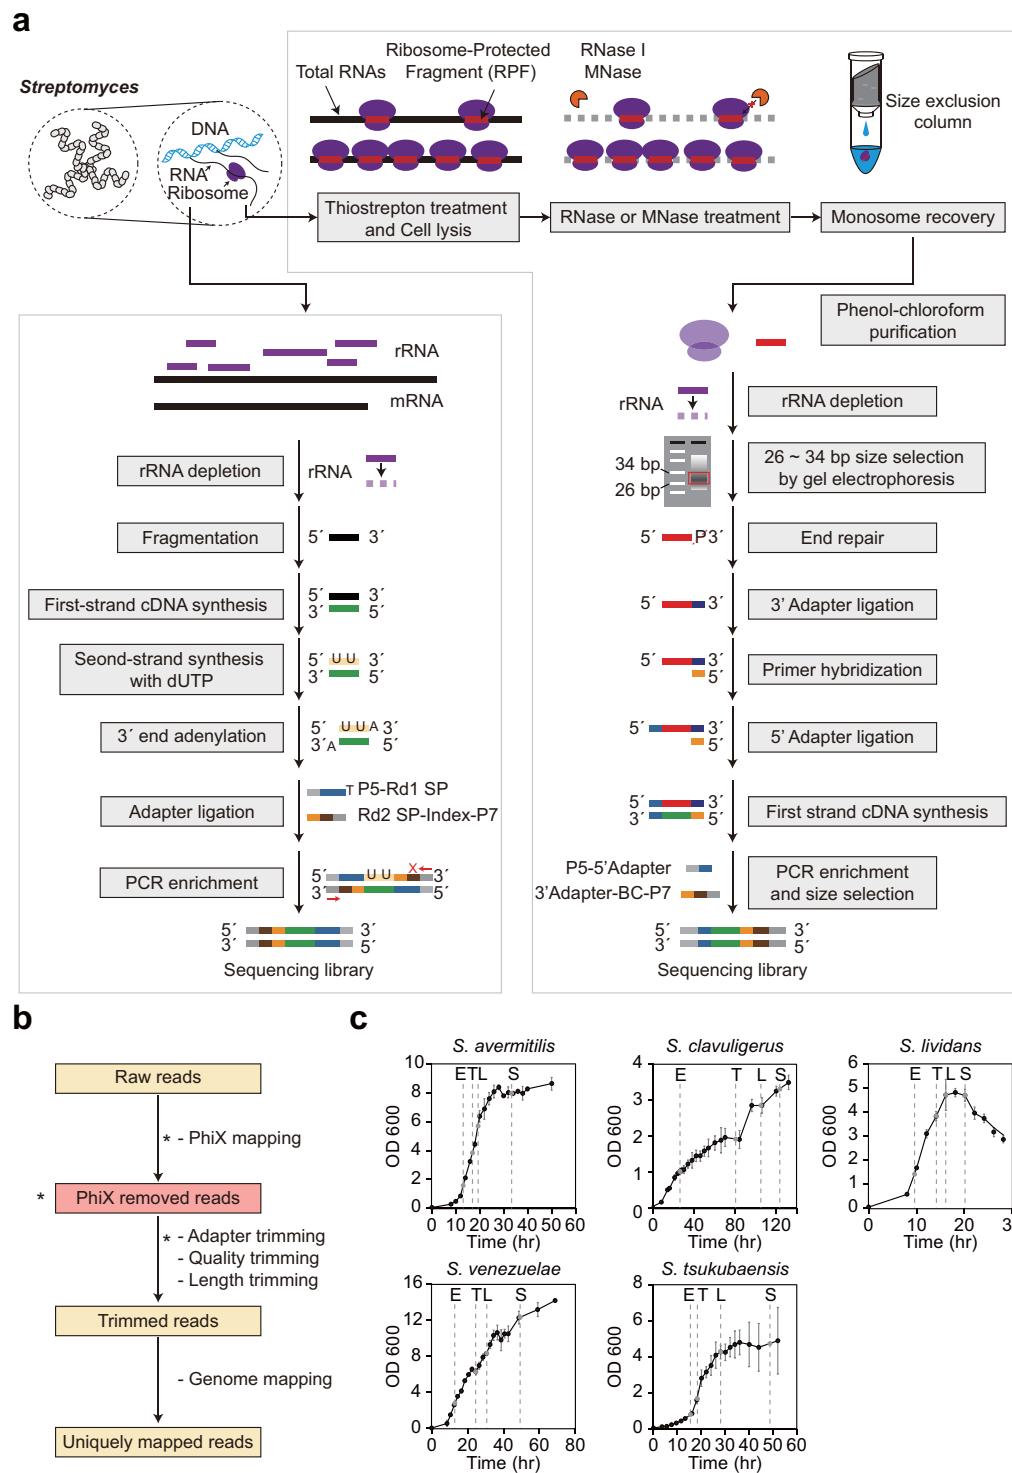 a
Streptomyces
DNA
RNA
Ribosome
Total RNAs
Ribosome-Protected
Fragment (RPF)
RNase I
MNase
Size exclusion
column
Thiostrepton treatment
and Cell lysis
RNase or MNase treatment
Monosome recovery
rRNA
mRNA
rRNA depletion
rRNA
Fragmentation
5´ 3´
First-strand cDNA synthesis
5´ 3´
3´ 5´
Seond-strand synthesis
with dUTP
5´ U U 3´
3´ 5´
3´ end adenylation
5´ U U A 3´
3´ A 5´
Adapter ligation
T P5-Rd1 SP
Rd2 SP-Index-P7
PCR enrichment
X
5´ U U 3´
3´ 5´
5´ 3´
3´ 5´
Sequencing library
Phenol-chloroform
purification
rRNA
rRNA depletion
34 bp
26 bp
26 ~ 34 bp size selection
by gel electrophoresis
5´ P 3´
End repair
5´ 3´
3’ Adapter ligation
5´ 3´
5´
Primer hybridization
5´ 3´
5´
5’ Adapter ligation
5´ 3´
3´ 5´
First strand cDNA synthesis
P5-5’Adapter
3’Adapter-BC-P7
PCR enrichment
and size selection
5´ 3´
3´ 5´
Sequencing library
b
Raw reads
* - PhiX mapping
* PhiX removed reads
* - Adapter trimming
- Quality trimming
- Length trimming
Trimmed reads
- Genome mapping
Uniquely mapped reads
c
S. avermitilis
E T L S
OD 600
10
8
6
4
2
0
0 10 20 30 40 50 60
Time (hr)
S. clavuligerus
E T L S
OD 600
4
3
2
1
0
0 40 80 120
Time (hr)
S. lividans
E T L S
OD 600
6
5
4
3
2
1
0
0 10 20
Time (hr)
S. venezuelae
E T L S
OD 600
16
12
8
4
0
0 20 40 60 80
Time (hr)
S. tsukubaensis
E T L S
OD 600
8
6
4
2
0
0 10 20 30 40 50 60
Time (hr)